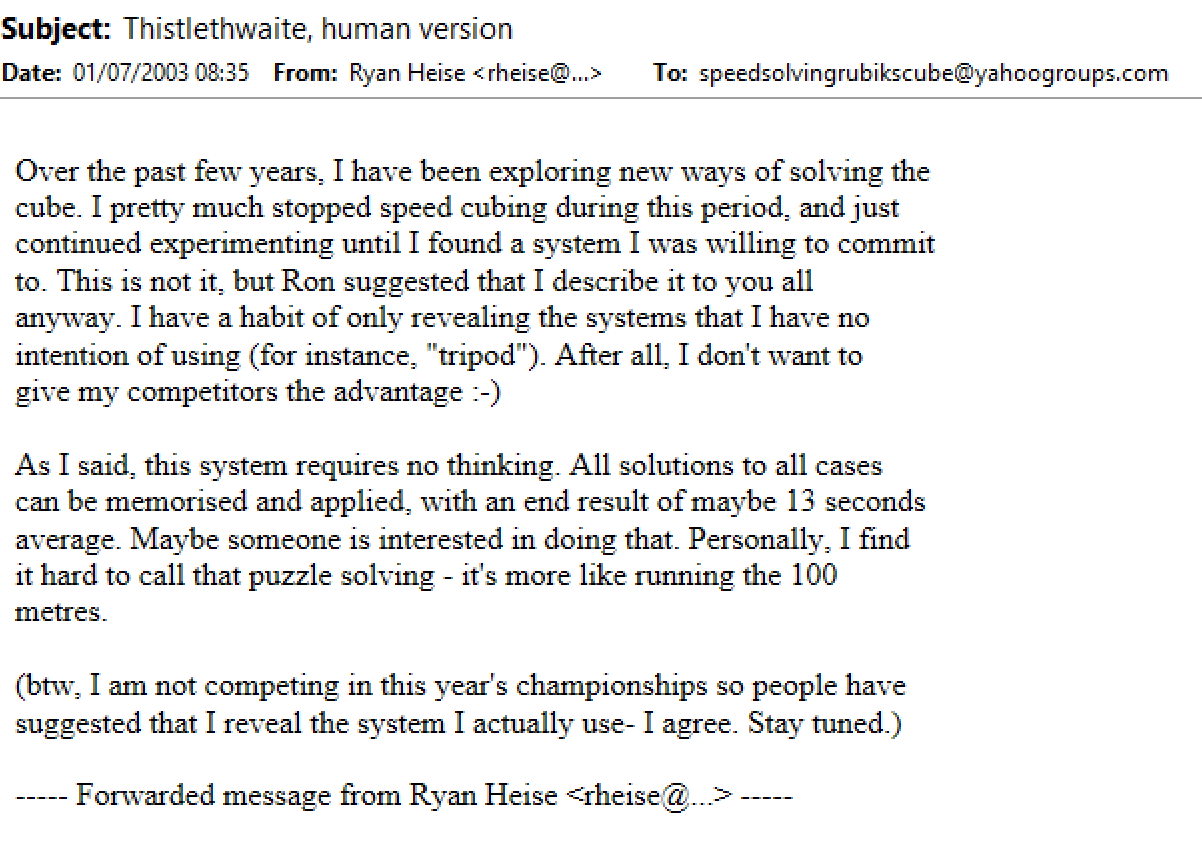 Subject: Thistlethwaite, human version
Date: 01/07/2003 08:35 From: Ryan Heise <rheise@...> To: speedsolvingrubikscube@yahoogroups.com
Over the past few years, I have been exploring new ways of solving the
cube. I pretty much stopped speed cubing during this period, and just
continued experimenting until I found a system I was willing to commit
to. This is not it, but Ron suggested that I describe it to you all
anyway. I have a habit of only revealing the systems that I have no
intention of using (for instance, "tripod"). After all, I don't want to
give my competitors the advantage :-)
As I said, this system requires no thinking. All solutions to all cases
can be memorised and applied, with an end result of maybe 13 seconds
average. Maybe someone is interested in doing that. Personally, I find
it hard to call that puzzle solving - it's more like running the 100
metres.
(btw, I am not competing in this year's championships so people have
suggested that I reveal the system I actually use- I agree. Stay tuned.)
----- Forwarded message from Ryan Heise <rheise@...> -----